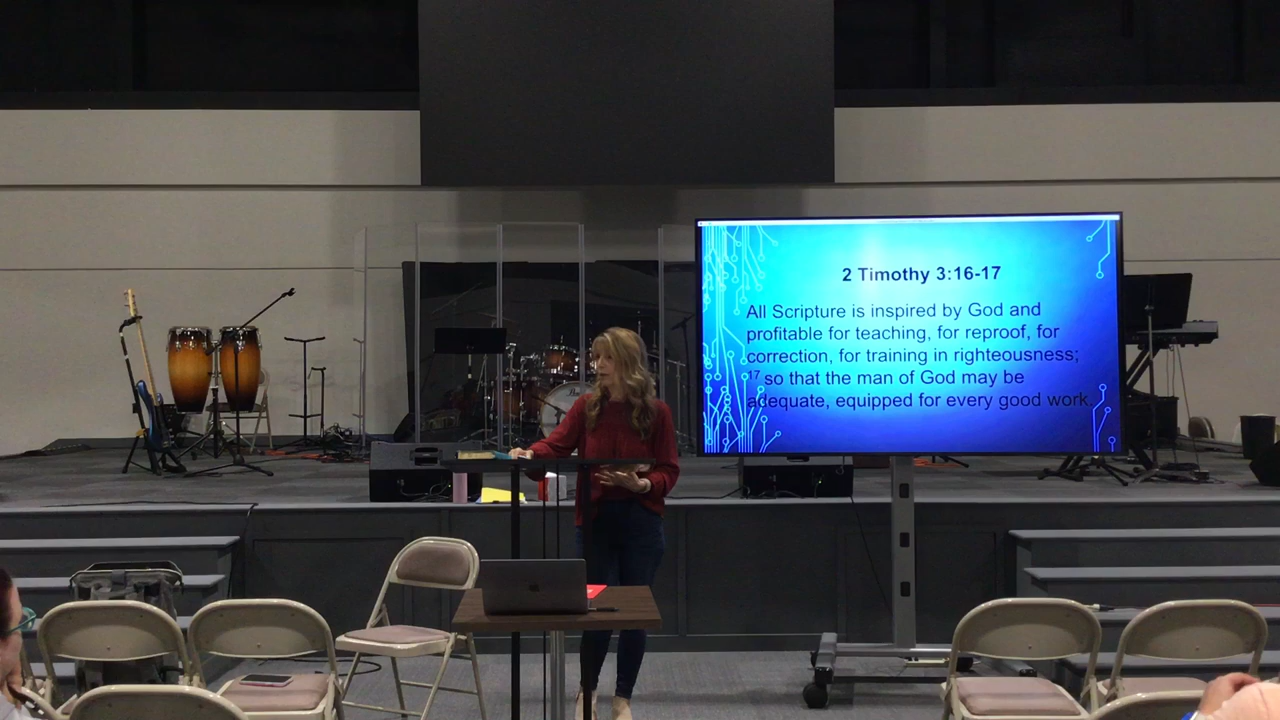 2 Timothy 3:16-17
All Scripture is inspired by God and
profitable for teaching, for reproof, for
correction, for training in righteousness;
17 so that the man of God may be
adequate, equipped for every good work.